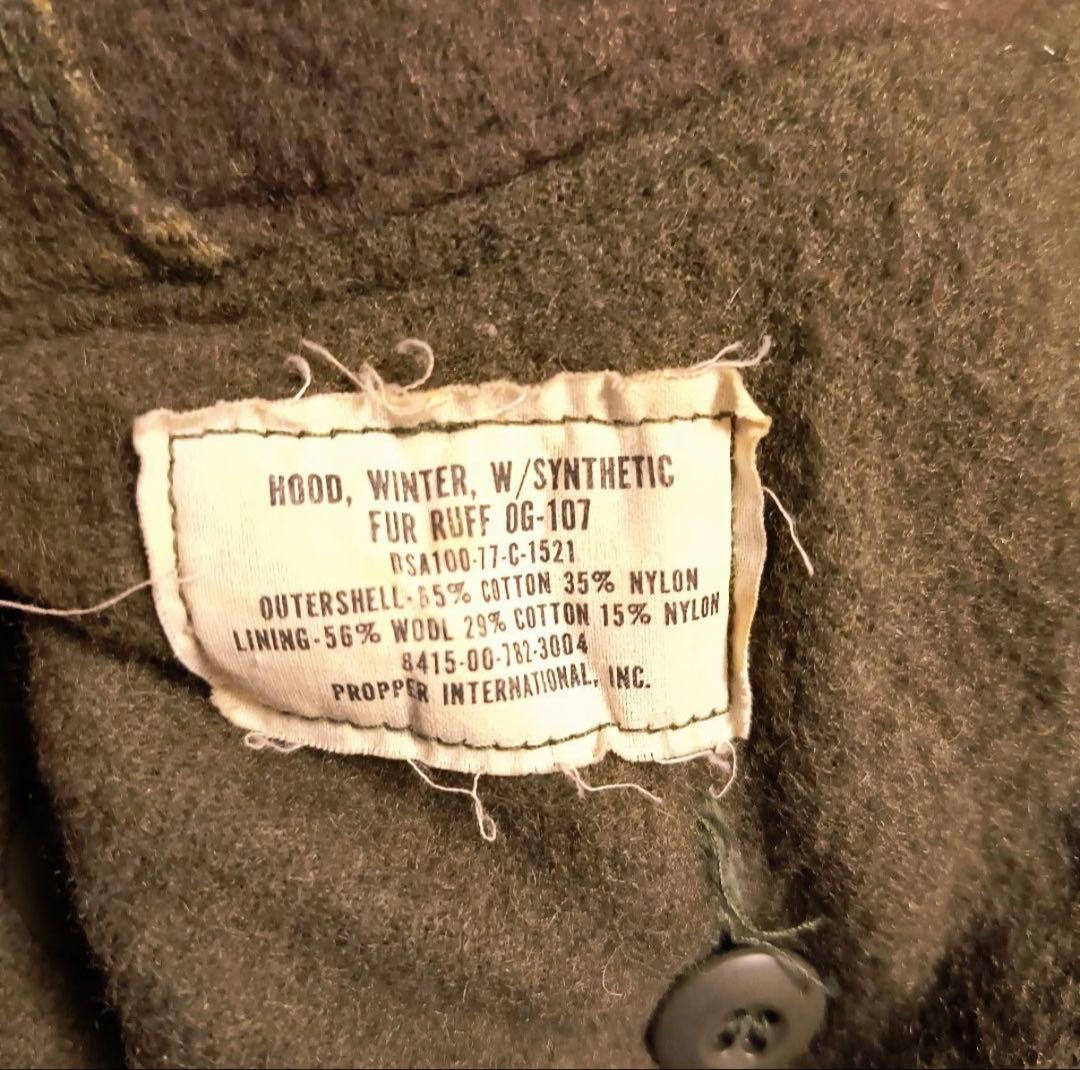 HOOD, WINTER, W/SYNTHETIC
FUR RUFF OG-107
DSA100-77-C-1521
OUTERSHELL-65% COTTON 35% NYLON
LINING-56% WOOL 29% COTTON 15% NYLON
8415-00-782-3004
PROPPER INTERNATIONAL, INC.